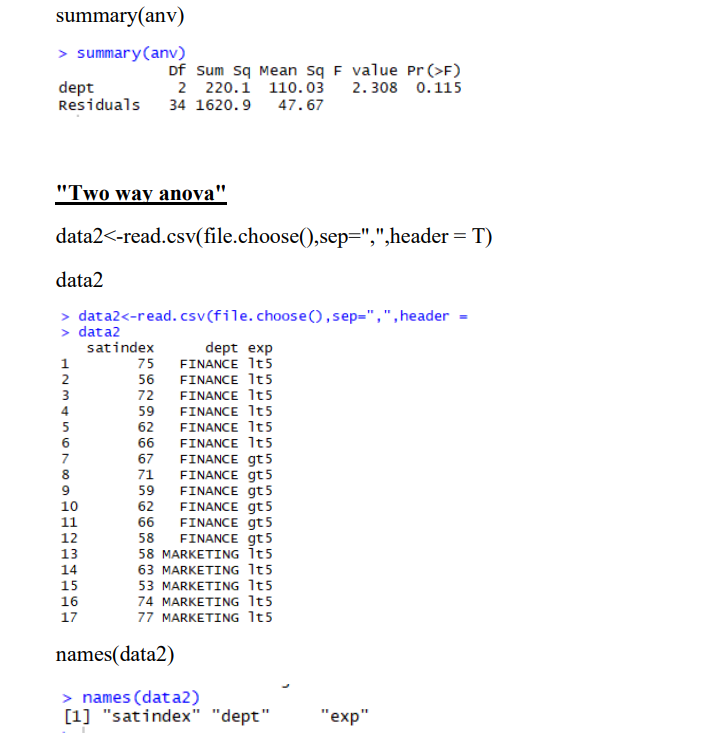 summary(anv)
> summary(anv)
Df Sum Sq Mean Sq F value Pr(>F)
dept 2 220.1 110.03 2.308 0.115
Residuals 34 1620.9 47.67
"Two way anova"
data2<-read.csv(file.choose(),sep=",",header = T)
data2
> data2<-read.csv(file.choose(),sep=",",header =
> data2
satindex dept exp
1 75 FINANCE lt5
2 56 FINANCE lt5
3 72 FINANCE lt5
4 59 FINANCE lt5
5 62 FINANCE lt5
6 66 FINANCE lt5
7 67 FINANCE gt5
8 71 FINANCE gt5
9 59 FINANCE gt5
10 62 FINANCE gt5
11 66 FINANCE gt5
12 58 FINANCE gt5
13 58 MARKETING lt5
14 63 MARKETING lt5
15 53 MARKETING lt5
16 74 MARKETING lt5
17 77 MARKETING lt5
names(data2)
> names(data2)
[1] "satindex" "dept" "exp"